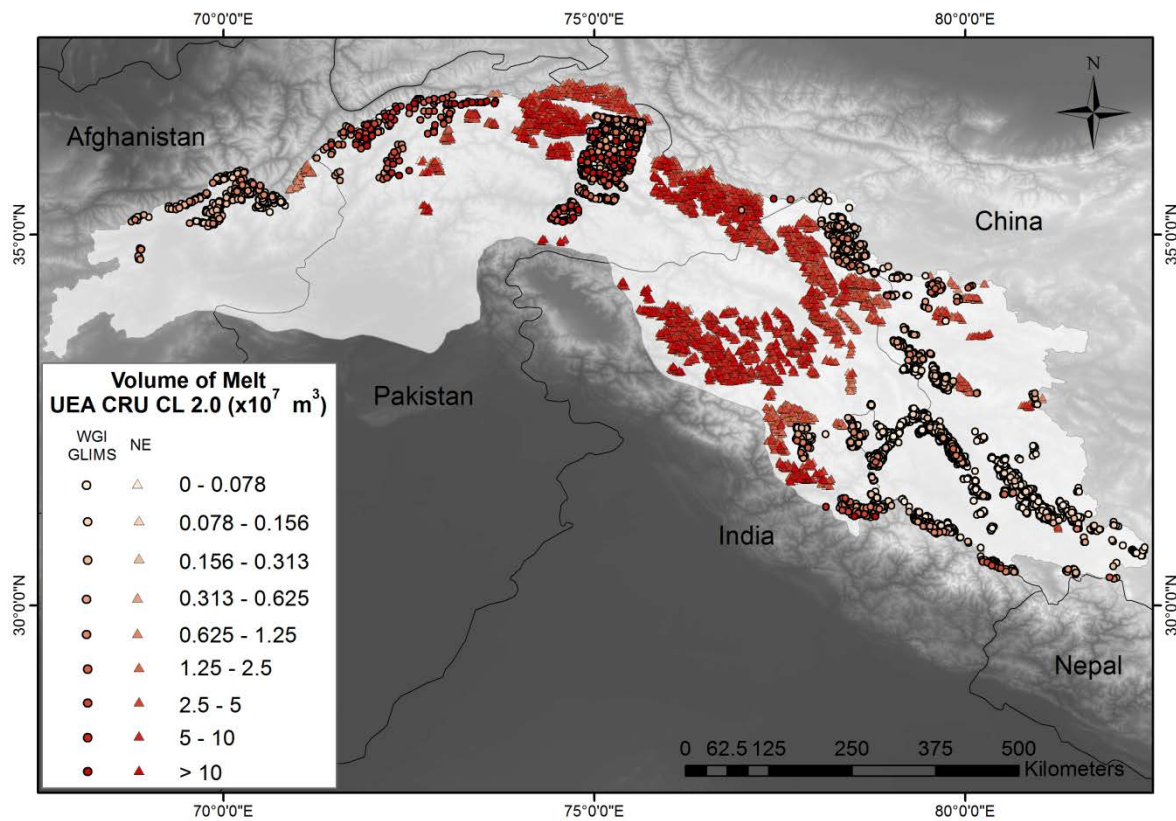 70°0'0"E 75°0'0"E 80°0'0"E
N
Afghanistan
China
35°0'0"N 35°0'0"N
Pakistan
India
Nepal
30°0'0"N 30°0'0"N
Volume of Melt
UEA CRU CL 2.0 (x10⁷ m³)
WGI
GLIMS NE
0 - 0.078
0.078 - 0.156
0.156 - 0.313
0.313 - 0.625
0.625 - 1.25
1.25 - 2.5
2.5 - 5
5 - 10
> 10
0 62.5 125 250 375 500
Kilometers
70°0'0"E 75°0'0"E 80°0'0"E